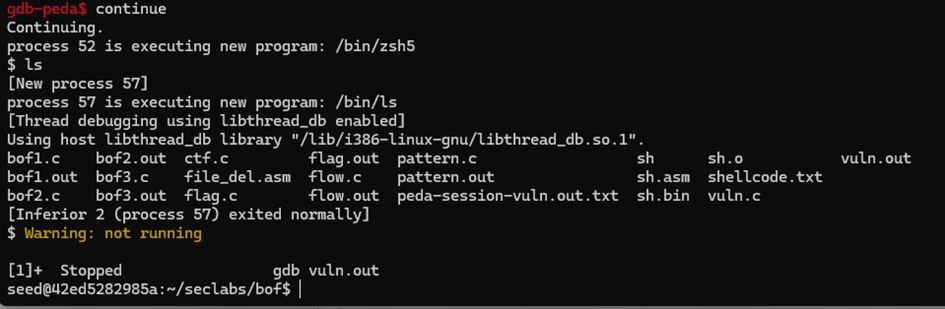 gdb-peda$ continue
Continuing.
process 52 is executing new program: /bin/zsh5
$ ls
[New process 57]
process 57 is executing new program: /bin/ls
[Thread debugging using libthread_db enabled]
Using host libthread_db library "/lib/i386-linux-gnu/libthread_db.so.1".
bof1.c    bof2.out  ctf.c         flag.out  pattern.c                  sh      sh.o           vuln.out
bof1.out  bof3.c    file_del.asm  flow.c    pattern.out                sh.asm  shellcode.txt
bof2.c    bof3.out  flag.c        flow.out  peda-session-vuln.out.txt  sh.bin  vuln.c
[Inferior 2 (process 57) exited normally]
$ Warning: not running
[1]+  Stopped                 gdb vuln.out
seed@42ed5282985a:~/seclabs/bof$